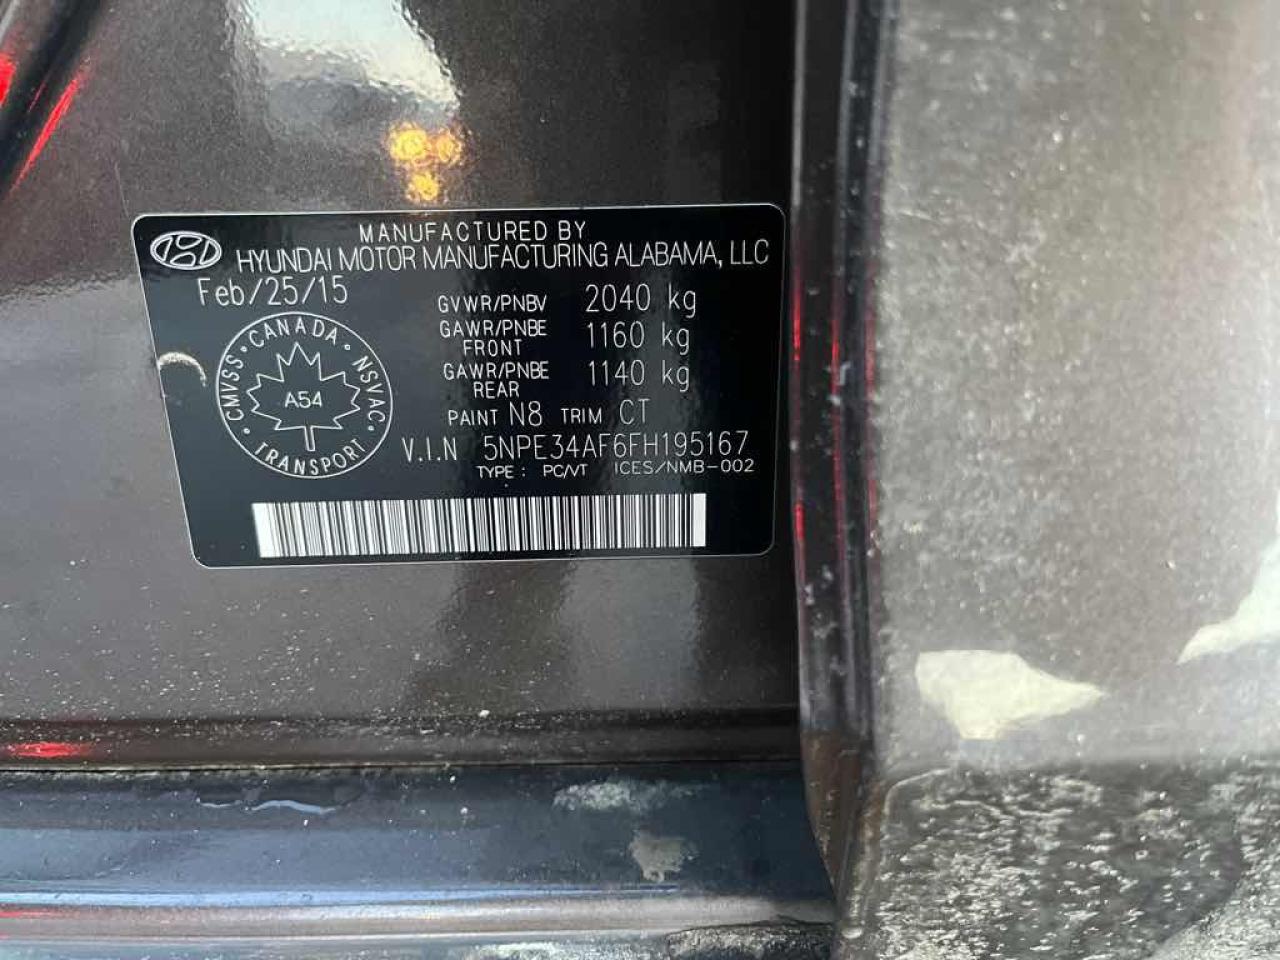 MANUFACTURED BY
HYUNDAI MOTOR MANUFACTURING ALABAMA, LLC
Feb/25/15
GVWR/PNBV 2040 kg
GAWR/PNBE FRONT 1160 kg
GAWR/PNBE REAR 1140 kg
PAINT N8 TRIM CT
V.I.N 5NPE34AF6FH195167
TYPE: PC/VT ICES/NMB-002
CMVSS · CANADA · NSVAC · TRANSPORT ·
A54